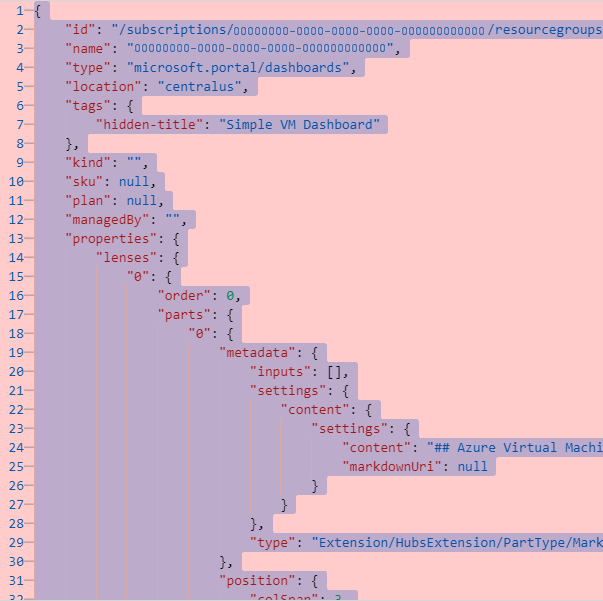 1 {
2 "id": "/subscriptions/00000000-0000-0000-0000-000000000000/resourcegroups
3 "name": "00000000-0000-0000-0000-000000000000",
4 "type": "microsoft.portal/dashboards",
5 "location": "centralus",
6 "tags": {
7 "hidden-title": "Simple VM Dashboard"
8 },
9 "kind": "",
10 "sku": null,
11 "plan": null,
12 "managedBy": "",
13 "properties": {
14 "lenses": {
15 "0": {
16 "order": 0,
17 "parts": {
18 "0": {
19 "metadata": {
20 "inputs": [],
21 "settings": {
22 "content": {
23 "settings": {
24 "content": "## Azure Virtual Machi
25 "markdownUri": null
26 }
27 }
28 },
29 "type": "Extension/HubsExtension/PartType/Mark
30 },
31 "position": {
32 "colSpan": 3